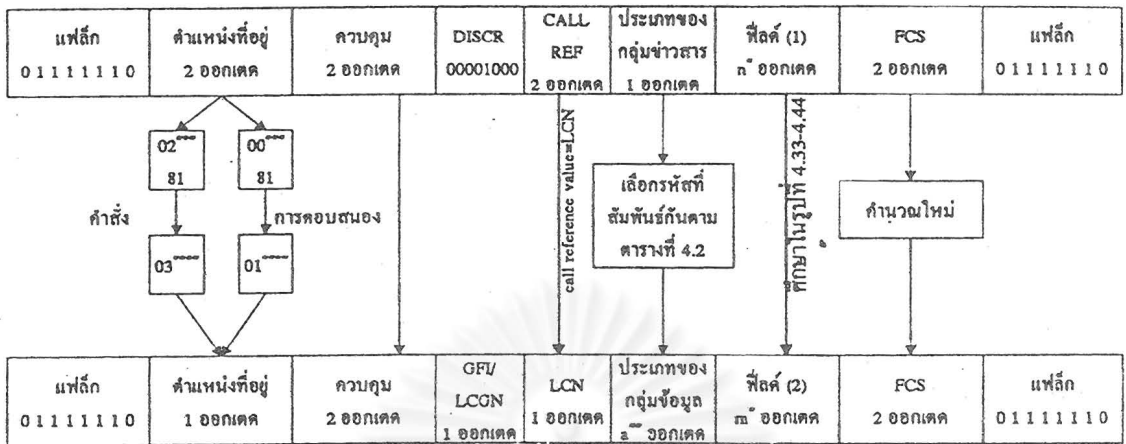 แฟล็ก
01111110
ตำแหน่งที่อยู่
2 ออกเตด
ควบคุม
2 ออกเตด
DISCR
00001000
CALL
REF
2 ออกเตด
ประเภทของ
กลุ่มข่าวสาร
1 ออกเตด
ฟิลด์ (1)
n* ออกเตด
FCS
2 ออกเตด
แฟล็ก
01111110
02****
81
00****
81
คำสั่ง
การตอบสนอง
03****
01****
call reference value=LCN
เลือกรหัสที่
สัมพันธ์กันตาม
ตารางที่ 4.2
ศึกษาในรูปที่ 4.33-4.44
คำนวณใหม่
แฟล็ก
01111110
ตำแหน่งที่อยู่
1 ออกเตด
ควบคุม
2 ออกเตด
GFI/
LCGN
1 ออกเตด
LCN
1 ออกเตด
ประเภทของ
กลุ่มข้อมูล
a** ออกเตด
ฟิลด์ (2)
m* ออกเตด
FCS
2 ออกเตด
แฟล็ก
01111110